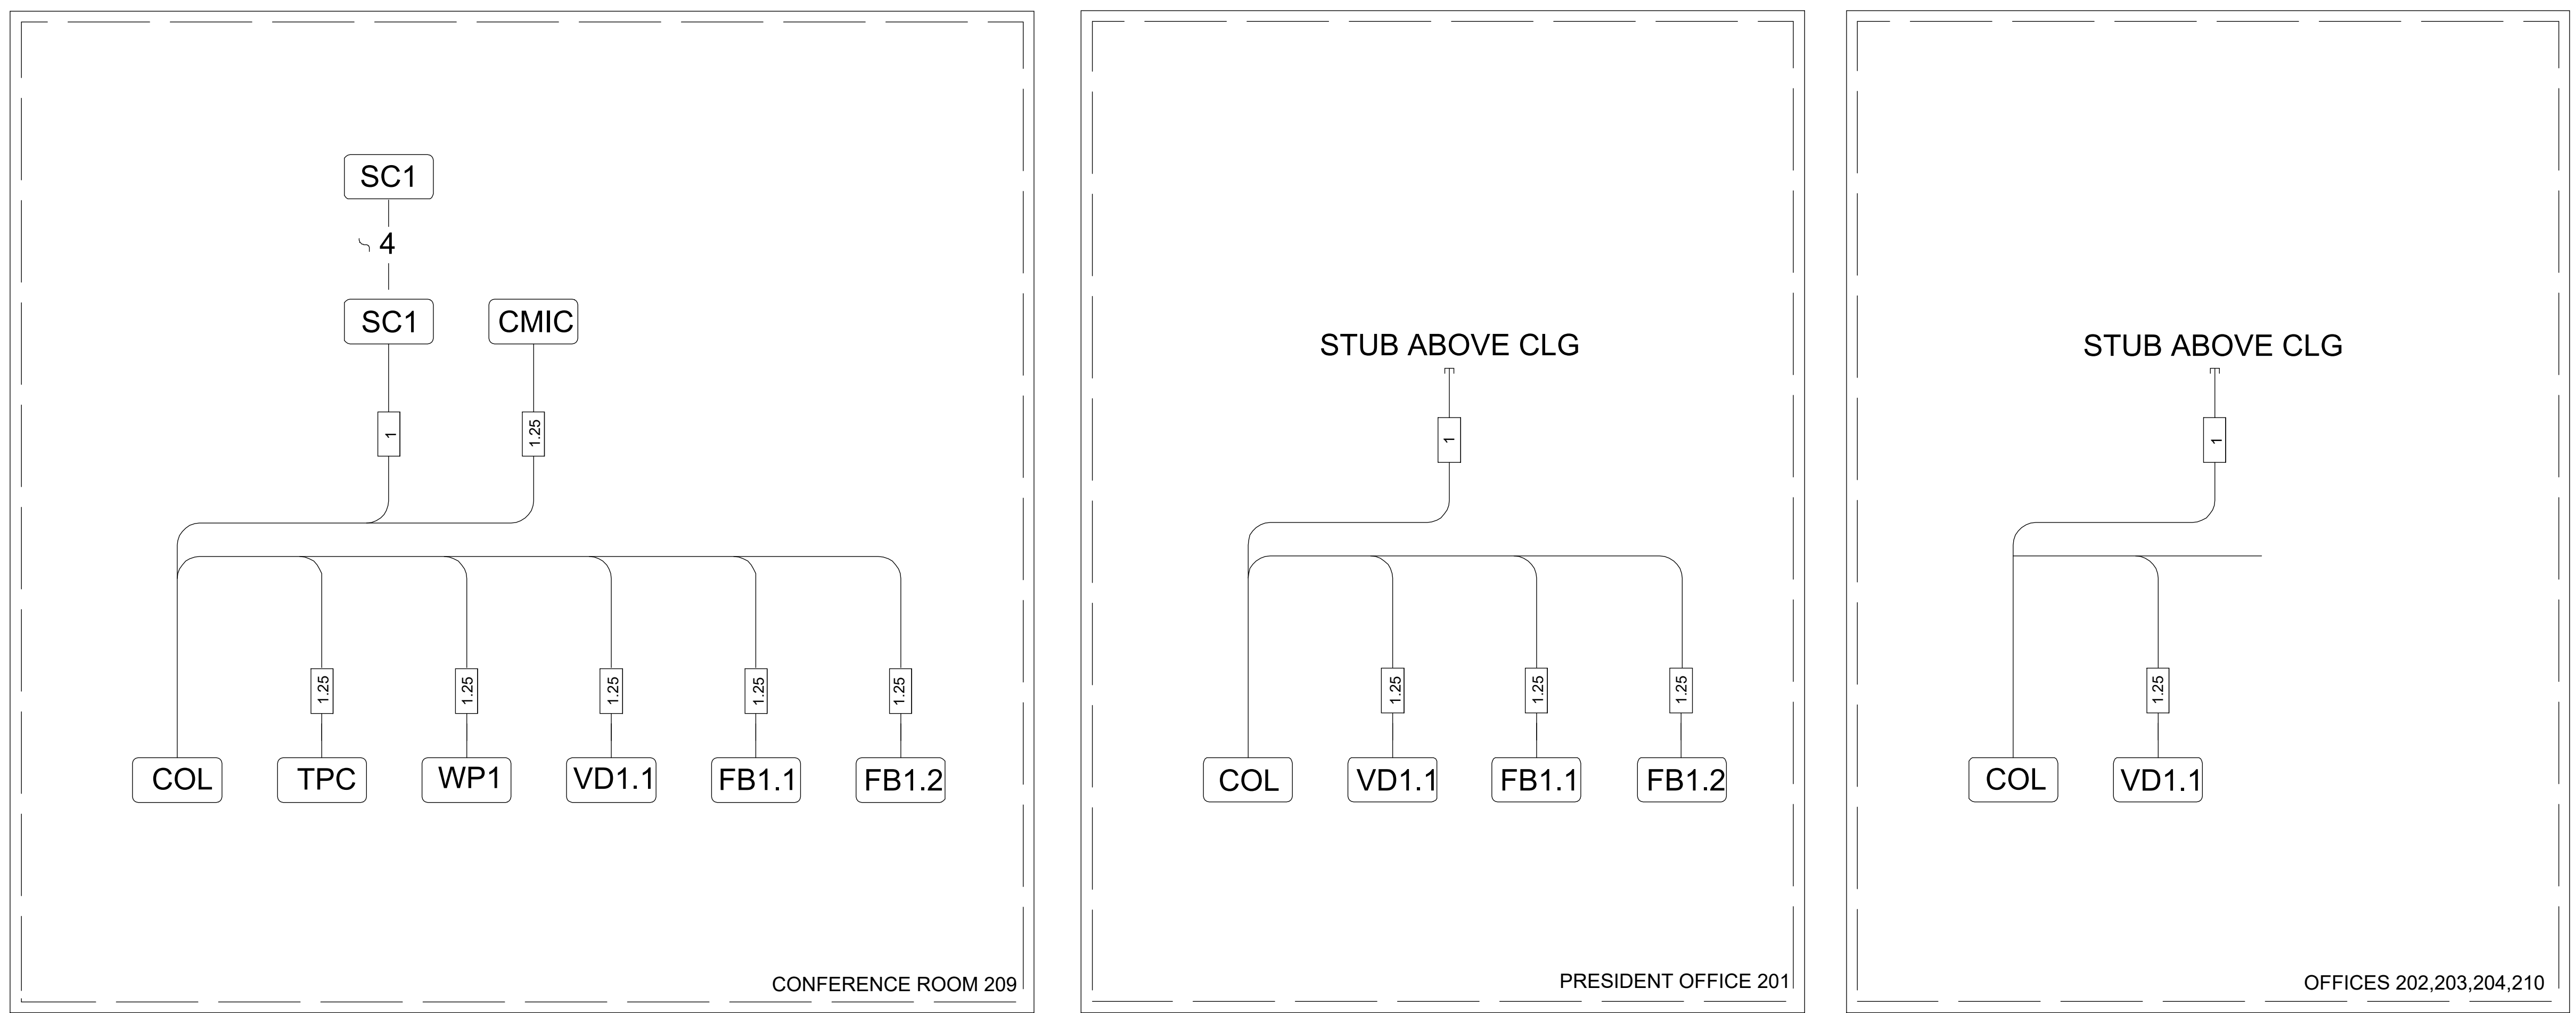 SC1
4
SC1
CMIC
1
1.25
1.25
1.25
1.25
1.25
1.25
COL
TPC
WP1
VD1.1
FB1.1
FB1.2
CONFERENCE ROOM 209
STUB ABOVE CLG
1
1.25
1.25
1.25
COL
VD1.1
FB1.1
FB1.2
PRESIDENT OFFICE 201
STUB ABOVE CLG
1
1.25
COL
VD1.1
OFFICES 202,203,204,210